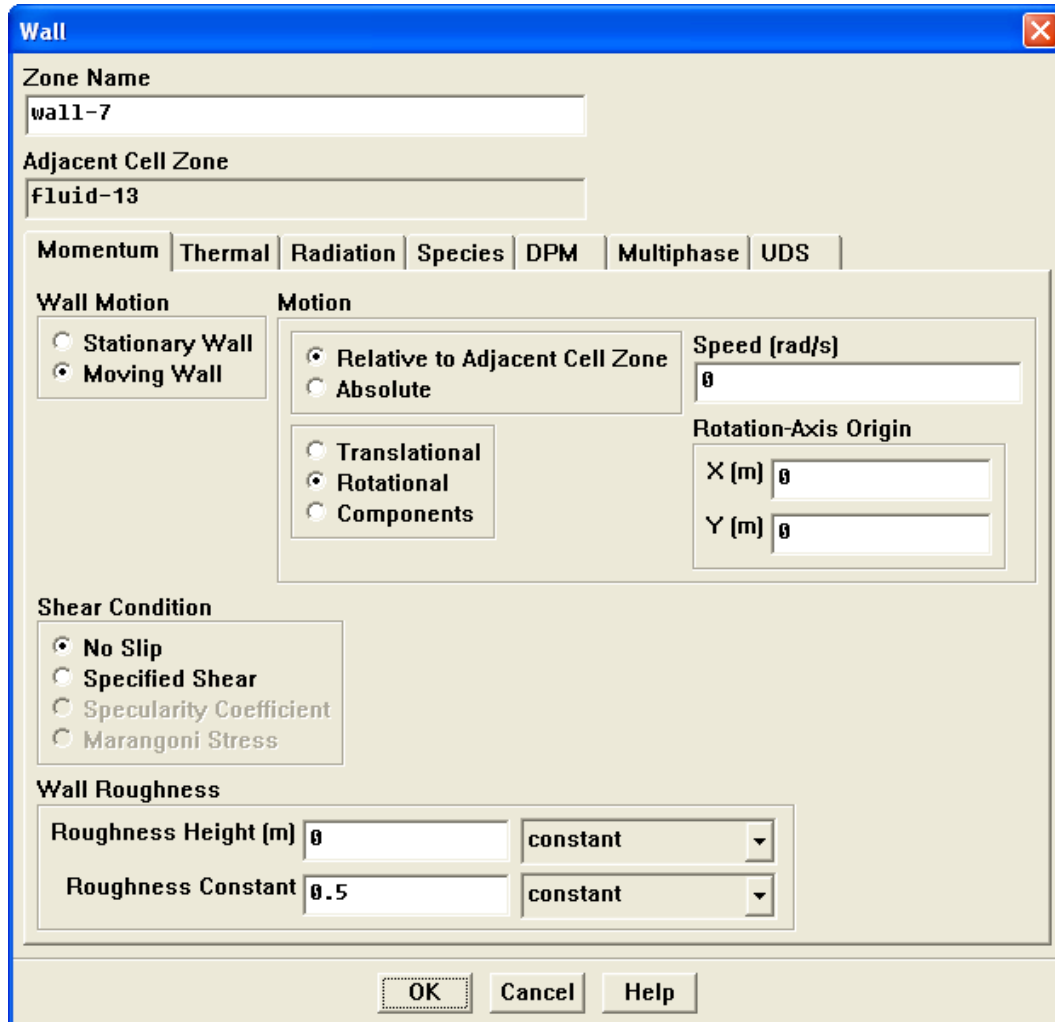 Wall
Zone Name
wall-7
Adjacent Cell Zone
fluid-13
Momentum Thermal Radiation Species DPM Multiphase UDS
Wall Motion
Stationary Wall
Moving Wall
Motion
Relative to Adjacent Cell Zone
Absolute
Translational
Rotational
Components
Speed (rad/s)
0
Rotation-Axis Origin
X (m) 0
Y (m) 0
Shear Condition
No Slip
Specified Shear
Specularity Coefficient
Marangoni Stress
Wall Roughness
Roughness Height (m) 0 constant
Roughness Constant 0.5 constant
OK Cancel Help